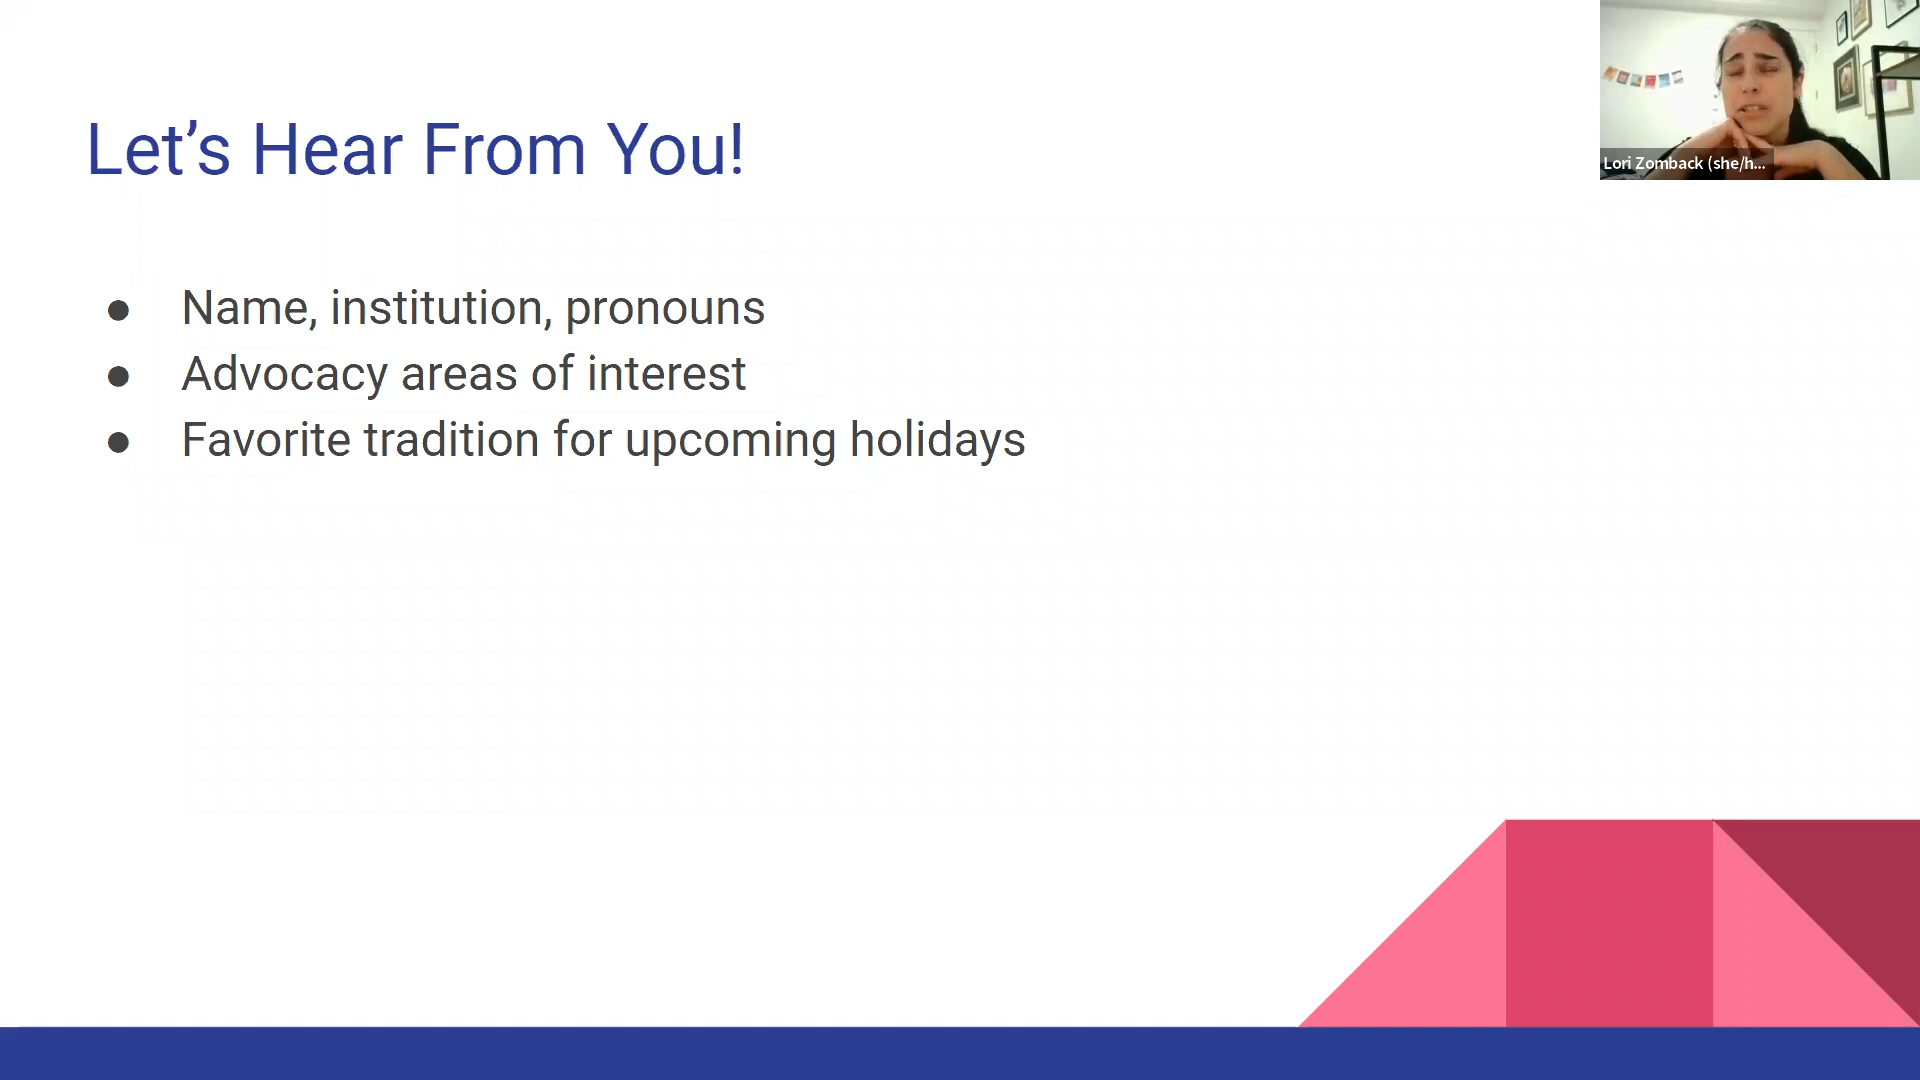 Let’s Hear From You!
Lori Zomback (she/h...
● Name, institution, pronouns
● Advocacy areas of interest
● Favorite tradition for upcoming holidays